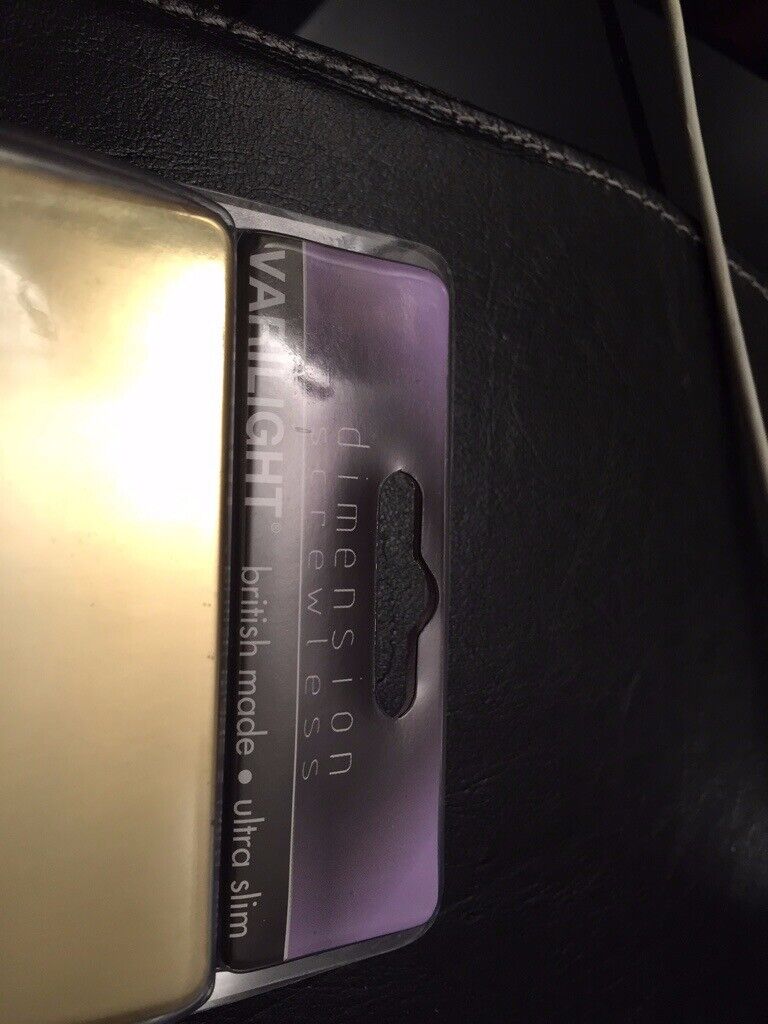 dimension
screwless
VARILIGHT® british made • ultra slim